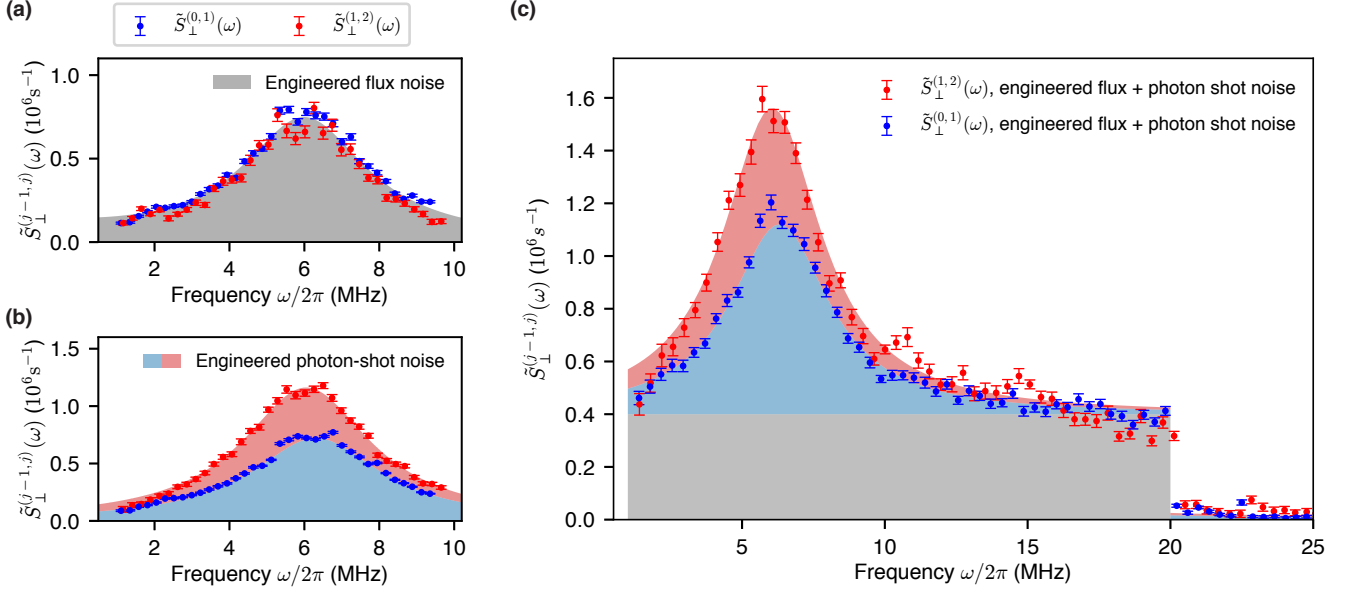 (a)
S̃⊥^(0,1)(ω) S̃⊥^(1,2)(ω)
Engineered flux noise
1.0
0.5
0.0
S̃⊥^(j−1,j)(ω) (10⁶s⁻¹)
2 4 6 8 10
Frequency ω/2π (MHz)
(b)
Engineered photon-shot noise
1.5
1.0
0.5
0.0
S̃⊥^(j−1,j)(ω) (10⁶s⁻¹)
2 4 6 8 10
Frequency ω/2π (MHz)
(c)
S̃⊥^(1,2)(ω), engineered flux + photon shot noise
S̃⊥^(0,1)(ω), engineered flux + photon shot noise
1.6
1.4
1.2
1.0
0.8
0.6
0.4
0.2
0.0
S̃⊥^(j−1,j)(ω) (10⁶s⁻¹)
5 10 15 20 25
Frequency ω/2π (MHz)